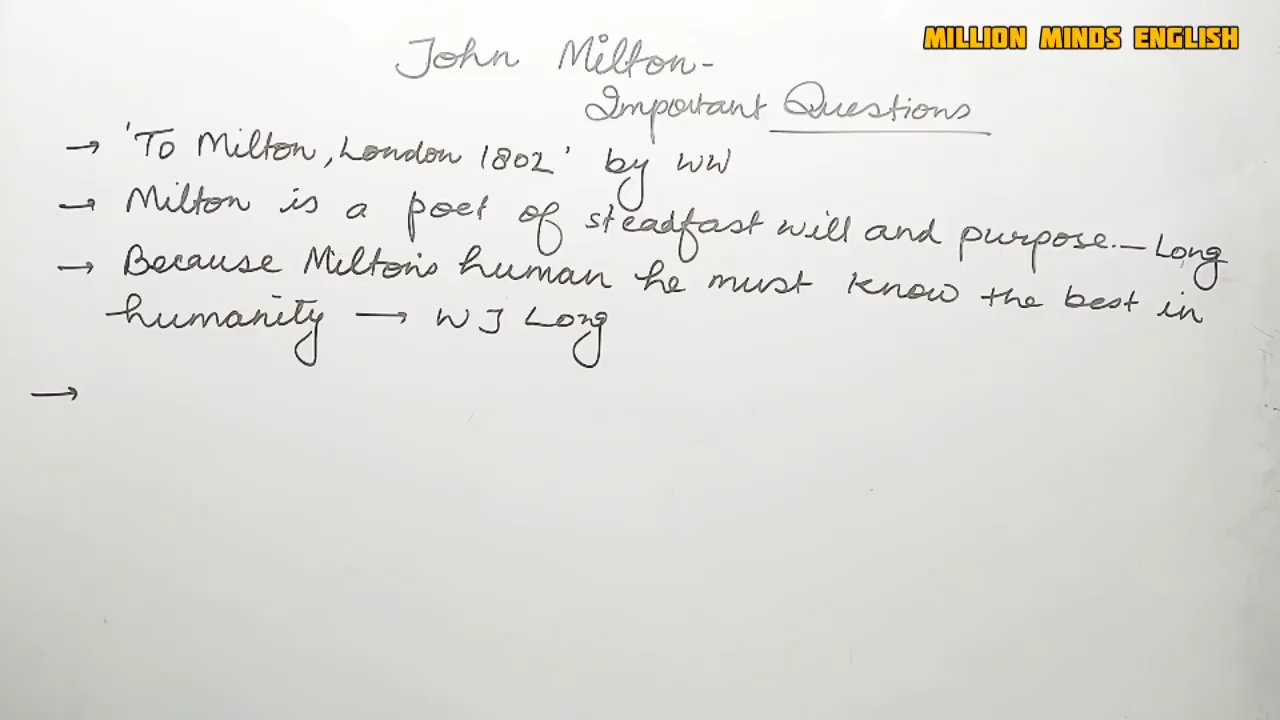 MILLION MINDS ENGLISH
John Milton-
Important Questions
→ 'To Milton, London 1802' by WW
→ Milton is a poet of steadfast will and purpose. — Long
→ Because Milton's human he must know the best in
humanity → W J Long
→